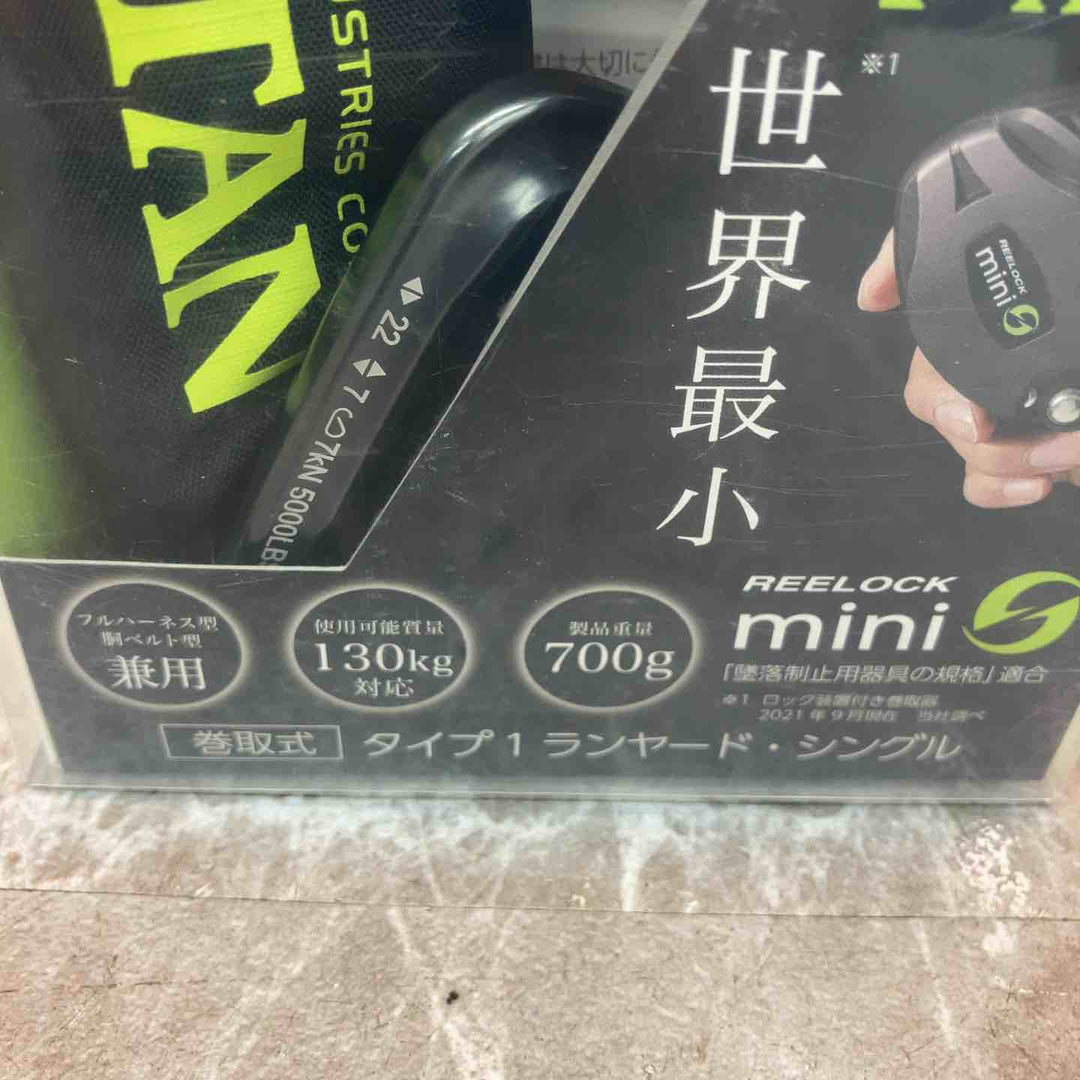 TAN
USTRIES CO
は大切に
22
7
7kN 5000LBS
世界最小
※1
REELOCK
mini
フルハーネス型
胴ベルト型
兼用
使用可能質量
130kg
対応
製品重量
700g
REELOCK
mini
「墜落制止用器具の規格」適合
※1 ロック装置付き巻取器
2021年9月現在 当社調べ
巻取式 タイプ1 ランヤード・シングル